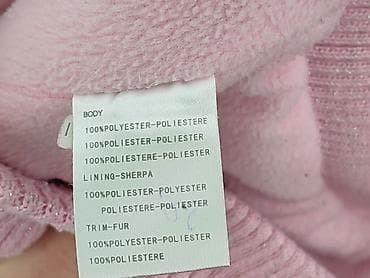 BODY
100%POLYESTER-POLIESTERE
100%POLIESTER-POLIESTER
100%POLIESTERE-POLIESTER
LINING-SHERPA
100%POLIESTER-POLYESTER
POLIESTERE-POLIESTER
TRIM-FUR
100%POLYESTER-POLIESTER
100%POLIESTERE